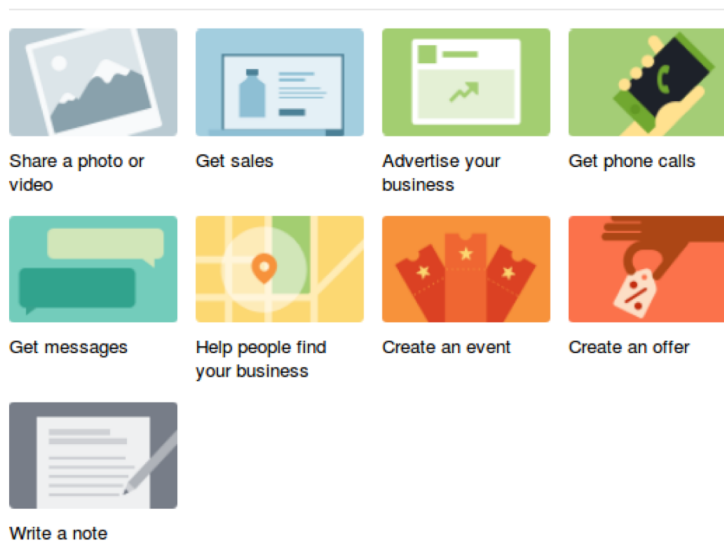 Share a photo or
video
Get sales
Advertise your
business
Get phone calls
Get messages
Help people find
your business
Create an event
Create an offer
Write a note